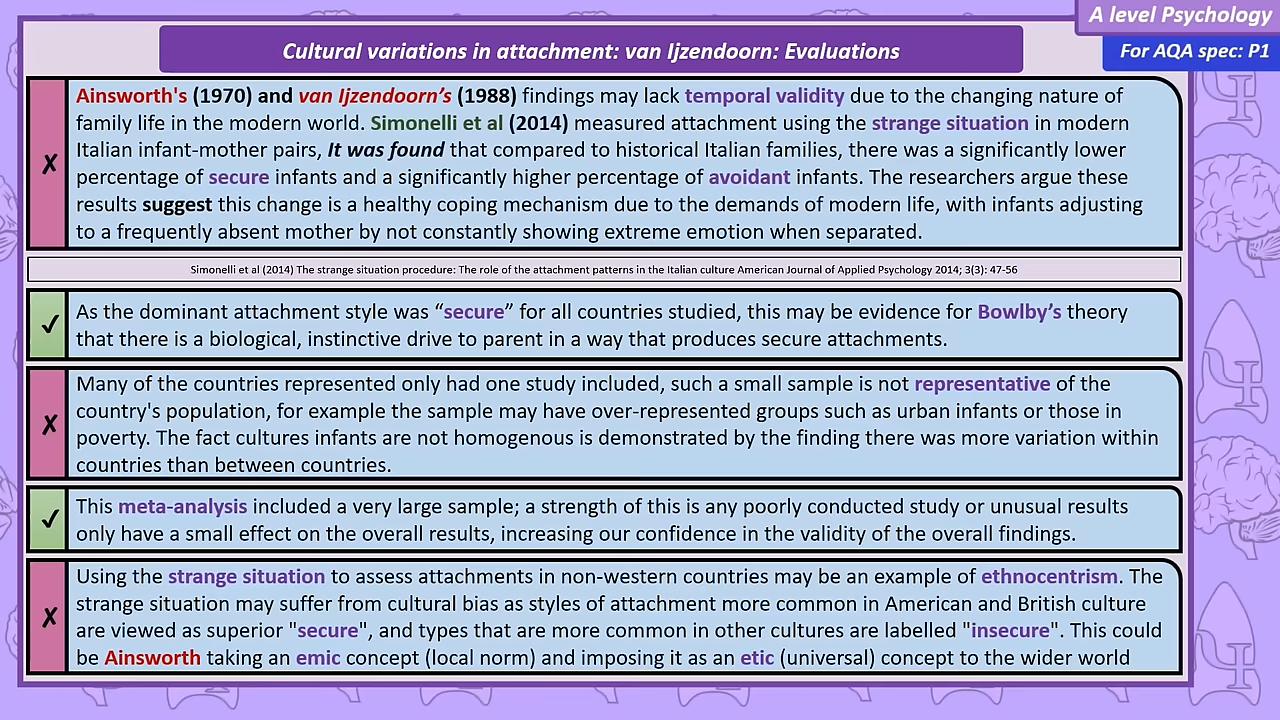 A level Psychology
Cultural variations in attachment: van Ijzendoorn: Evaluations
For AQA spec: P1
✗
Ainsworth's (1970) and van Ijzendoorn’s (1988) findings may lack temporal validity due to the changing nature of
family life in the modern world. Simonelli et al (2014) measured attachment using the strange situation in modern
Italian infant-mother pairs, It was found that compared to historical Italian families, there was a significantly lower
percentage of secure infants and a significantly higher percentage of avoidant infants. The researchers argue these
results suggest this change is a healthy coping mechanism due to the demands of modern life, with infants adjusting
to a frequently absent mother by not constantly showing extreme emotion when separated.
Simonelli et al (2014) The strange situation procedure: The role of the attachment patterns in the Italian culture American Journal of Applied Psychology 2014; 3(3): 47-56
✓
As the dominant attachment style was “secure” for all countries studied, this may be evidence for Bowlby’s theory
that there is a biological, instinctive drive to parent in a way that produces secure attachments.
✗
Many of the countries represented only had one study included, such a small sample is not representative of the
country's population, for example the sample may have over-represented groups such as urban infants or those in
poverty. The fact cultures infants are not homogenous is demonstrated by the finding there was more variation within
countries than between countries.
✓
This meta-analysis included a very large sample; a strength of this is any poorly conducted study or unusual results
only have a small effect on the overall results, increasing our confidence in the validity of the overall findings.
✗
Using the strange situation to assess attachments in non-western countries may be an example of ethnocentrism. The
strange situation may suffer from cultural bias as styles of attachment more common in American and British culture
are viewed as superior "secure", and types that are more common in other cultures are labelled "insecure". This could
be Ainsworth taking an emic concept (local norm) and imposing it as an etic (universal) concept to the wider world